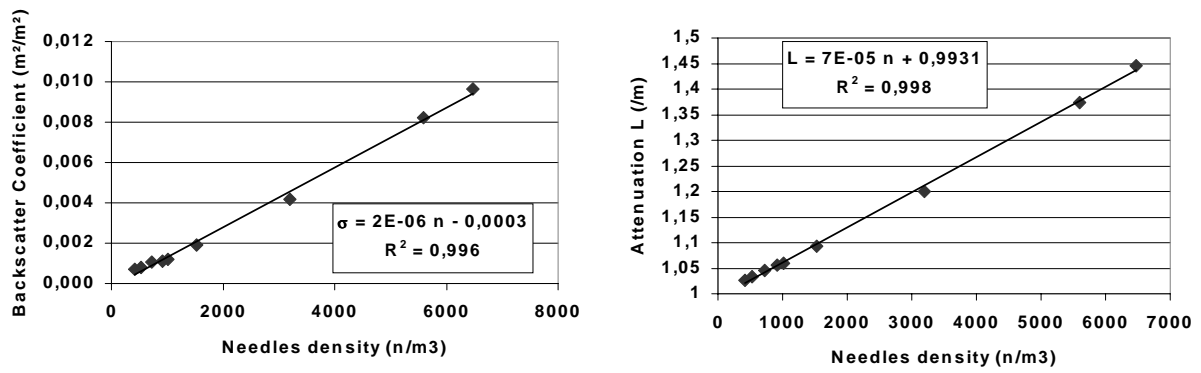 Backscatter Coefficient (m²/m²)
0,012
0,010
0,008
0,006
0,004
0,002
0,000
σ = 2E-06 n - 0,0003
R² = 0,996
0 2000 4000 6000 8000
Needles density (n/m3)
Attenuation L (/m)
1,5
1,45
1,4
1,35
1,3
1,25
1,2
1,15
1,1
1,05
1
L = 7E-05 n + 0,9931
R² = 0,998
0 1000 2000 3000 4000 5000 6000 7000
Needles density (n/m3)